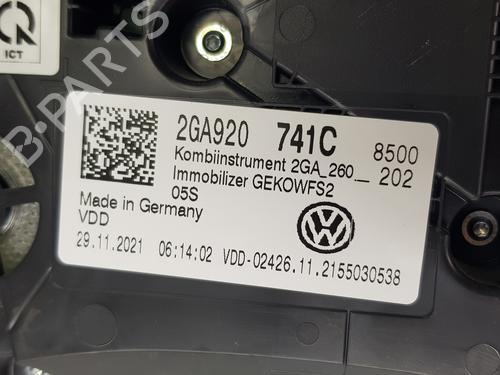 ICT
2GA920 741C 8500
Kombiinstrument 2GA_260__ 202
Immobilizer GEKOWFS2
05S
Made in Germany
VDD
29.11.2021 06:14:02 VDD-02426.11.2155030538
B-PARTS